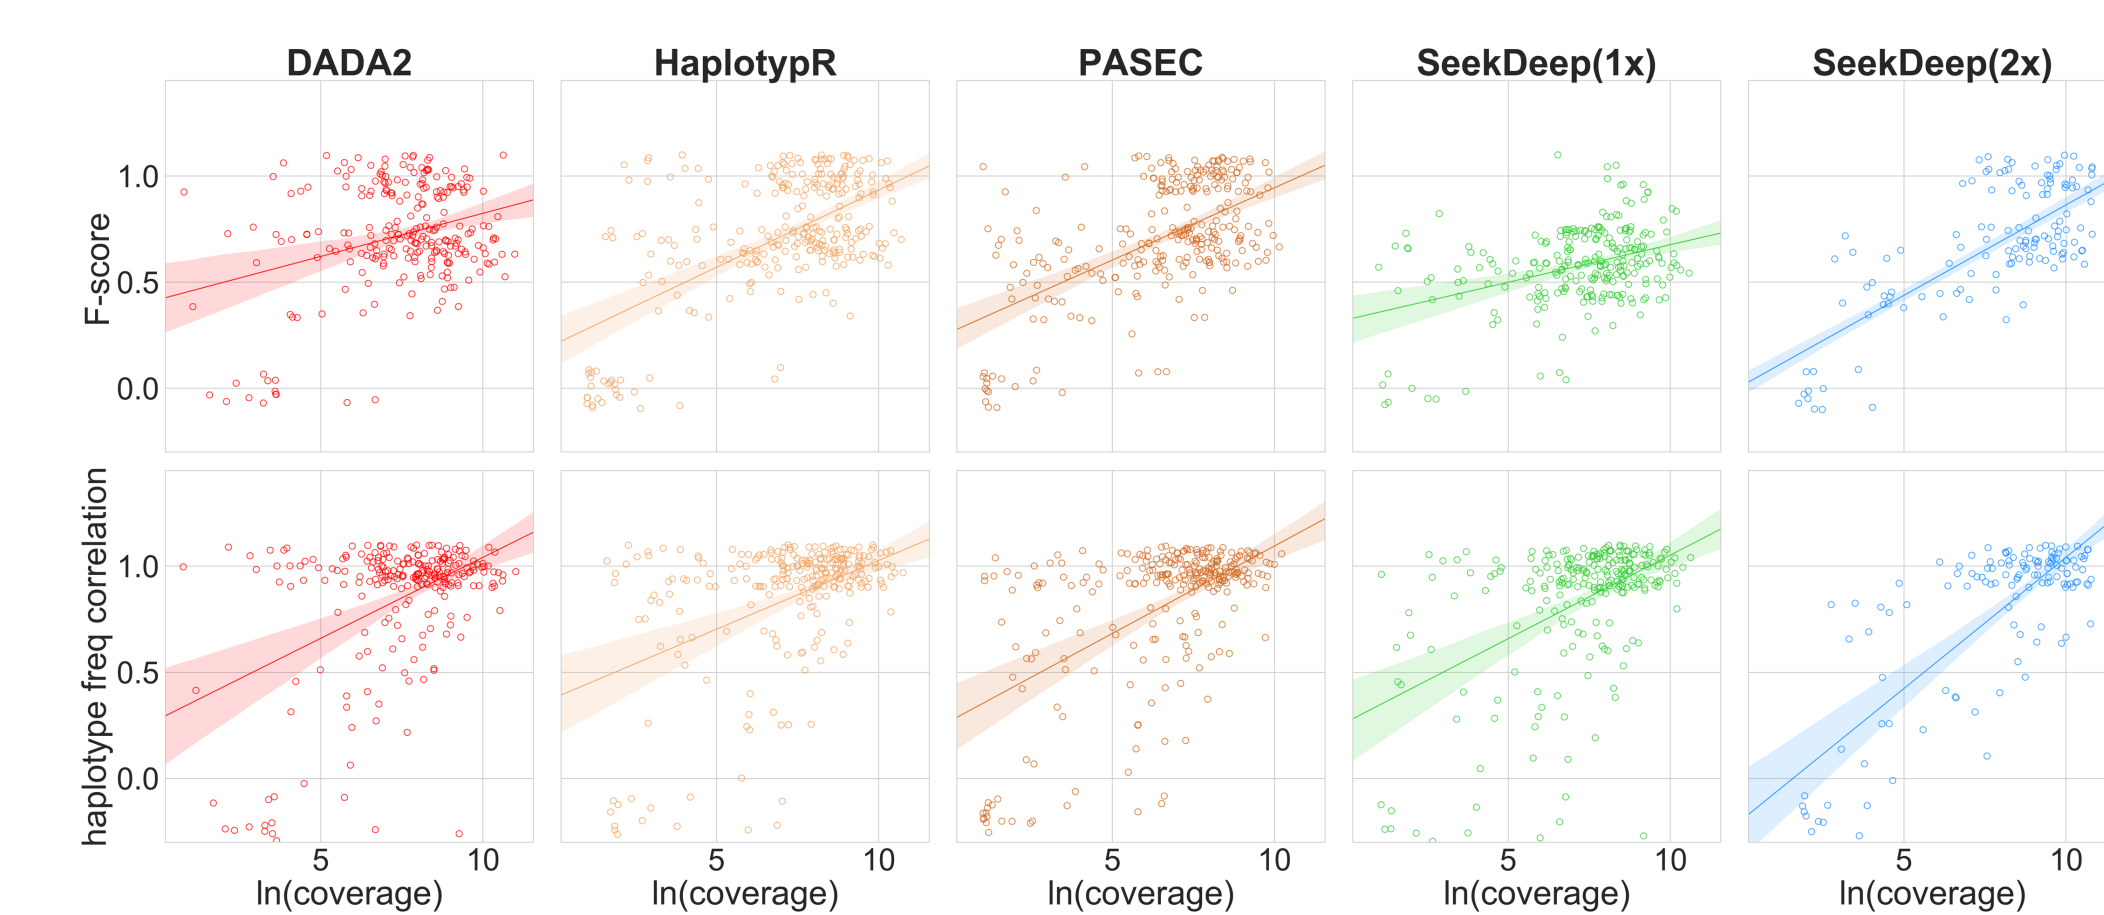 DADA2 HaplotypR PASEC SeekDeep(1x) SeekDeep(2x)
F-score
1.0
0.5
0.0
haplotype freq correlation
1.0
0.5
0.0
5 10 5 10 5 10 5 10 5 10
ln(coverage) ln(coverage) ln(coverage) ln(coverage) ln(coverage)